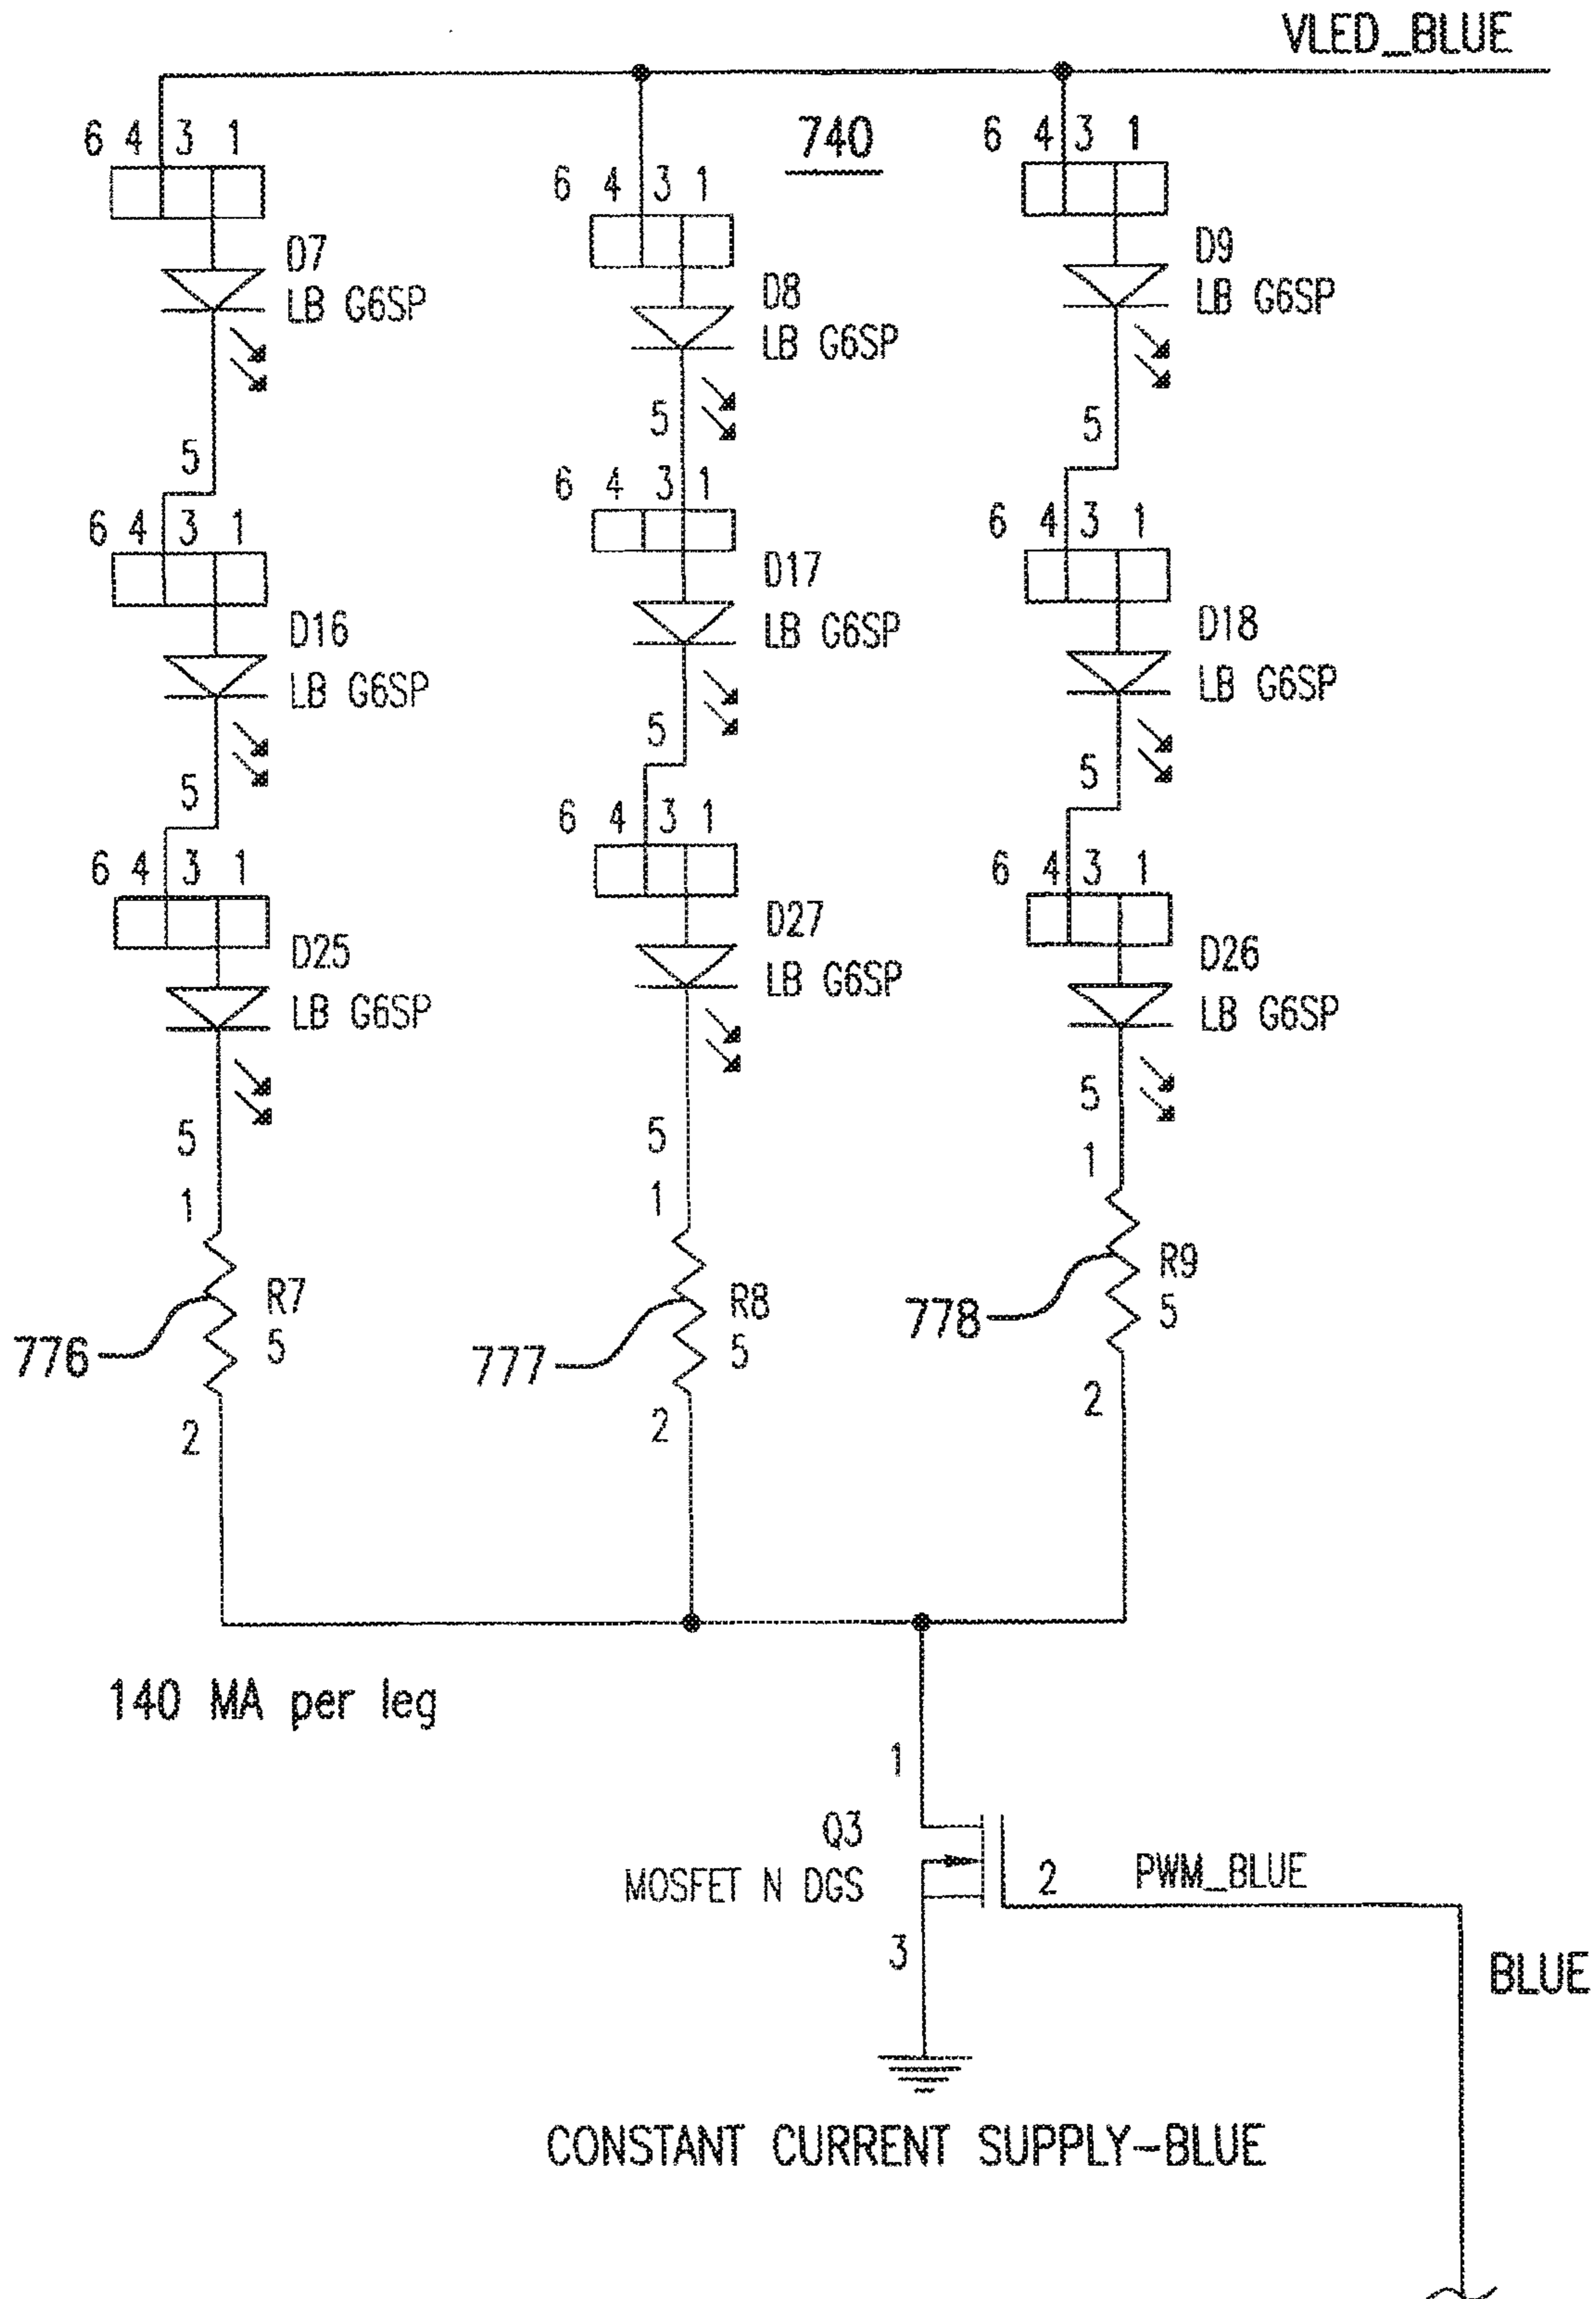 VLED_BLUE
740
6 4 3 1
6 4 3 1
6 4 3 1
D7
LB G6SP
D8
LB G6SP
D9
LB G6SP
5
5
5
6 4 3 1
6 4 3 1
6 4 3 1
D16
LB G6SP
D17
LB G6SP
D18
LB G6SP
5
5
5
6 4 3 1
6 4 3 1
6 4 3 1
D25
LB G6SP
D27
LB G6SP
D26
LB G6SP
5
5
5
1
1
1
R7
5
R8
5
R9
5
776
777
778
2
2
2
140 MA per leg
1
Q3
MOSFET N DGS
2
PWM_BLUE
3
BLUE
CONSTANT CURRENT SUPPLY-BLUE